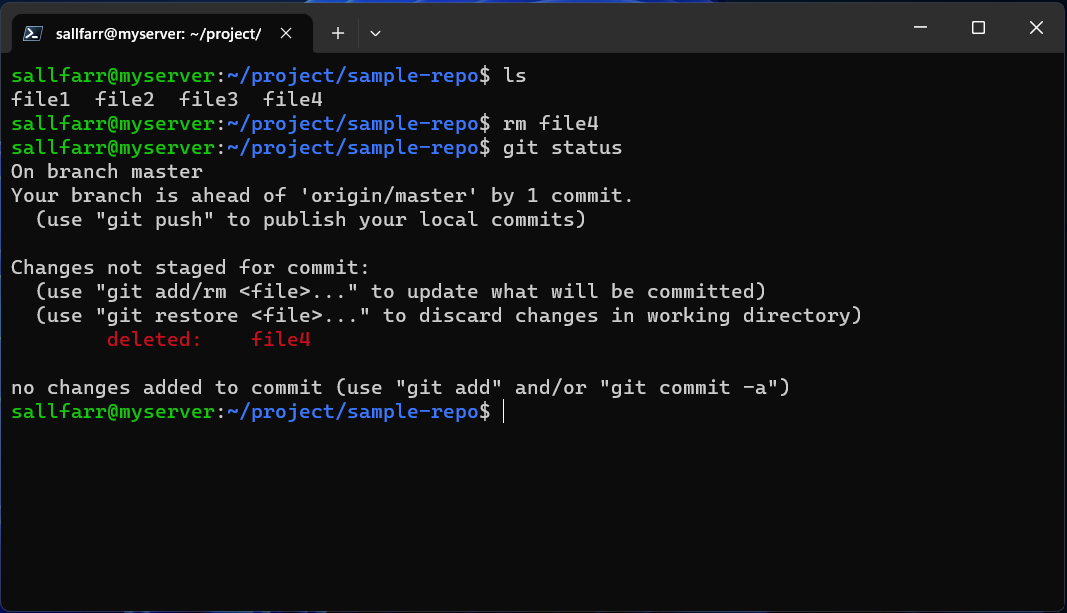 sallfarr@myserver: ~/project/
sallfarr@myserver:~/project/sample-repo$ ls
file1  file2  file3  file4
sallfarr@myserver:~/project/sample-repo$ rm file4
sallfarr@myserver:~/project/sample-repo$ git status
On branch master
Your branch is ahead of 'origin/master' by 1 commit.
  (use "git push" to publish your local commits)

Changes not staged for commit:
  (use "git add/rm <file>..." to update what will be committed)
  (use "git restore <file>..." to discard changes in working directory)
        deleted:    file4

no changes added to commit (use "git add" and/or "git commit -a")
sallfarr@myserver:~/project/sample-repo$